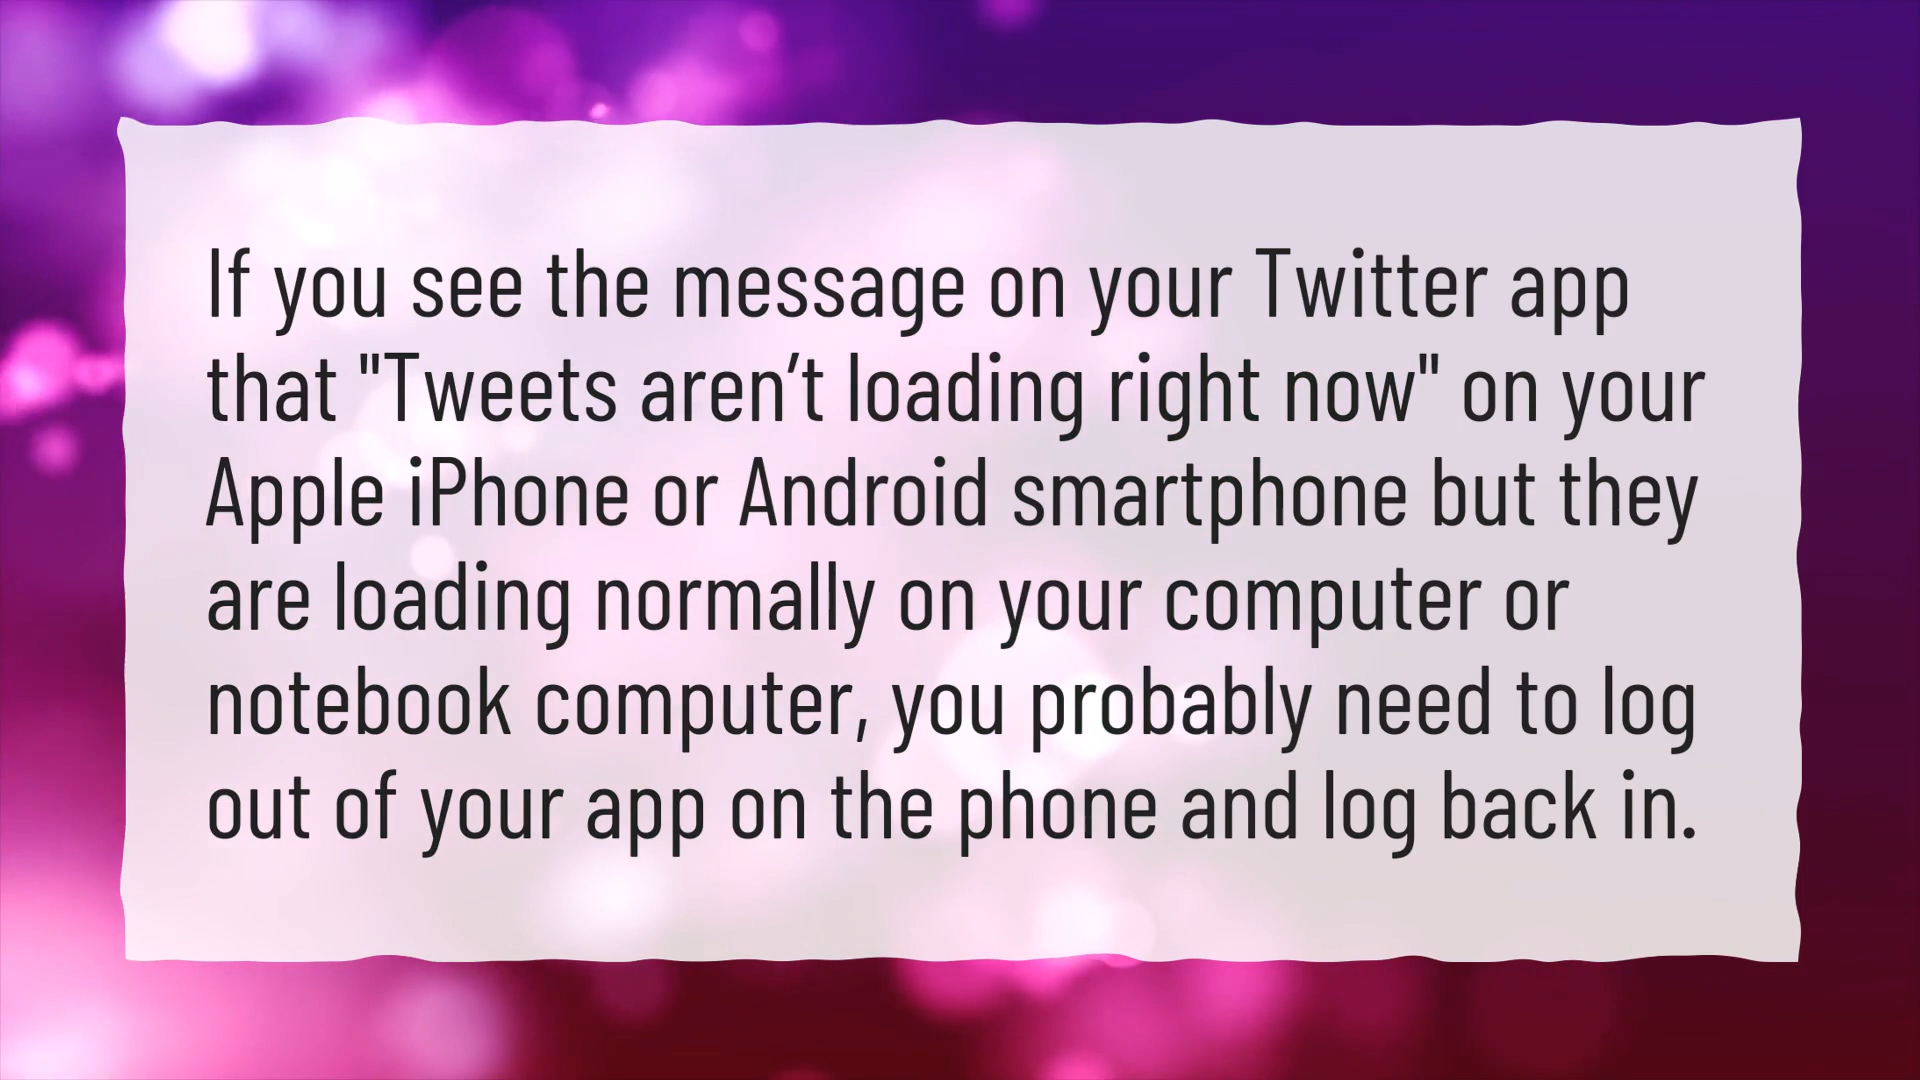 If you see the message on your Twitter app
that "Tweets aren’t loading right now" on your
Apple iPhone or Android smartphone but they
are loading normally on your computer or
notebook computer, you probably need to log
out of your app on the phone and log back in.